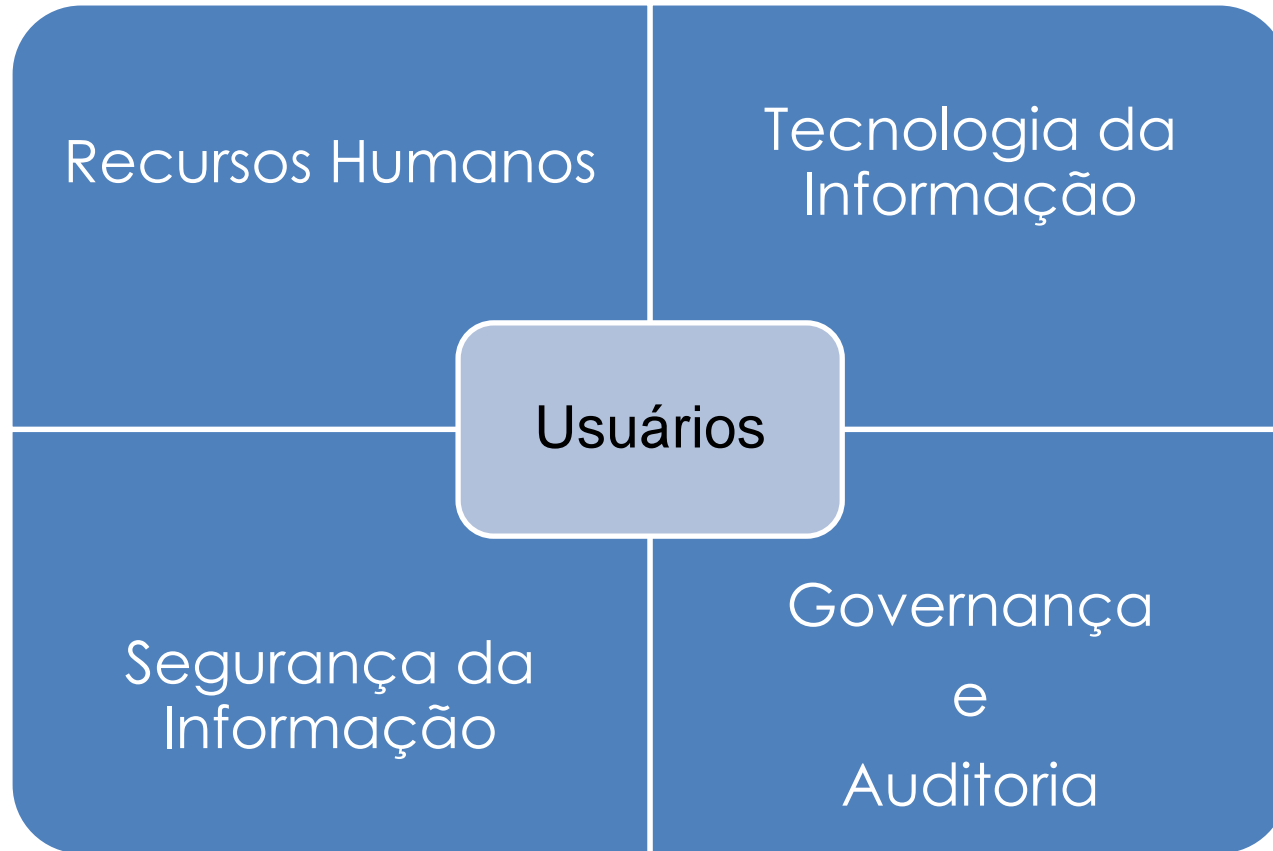 Recursos Humanos
Tecnologia da
Informação
Usuários
Segurança da
Informação
Governança
e
Auditoria